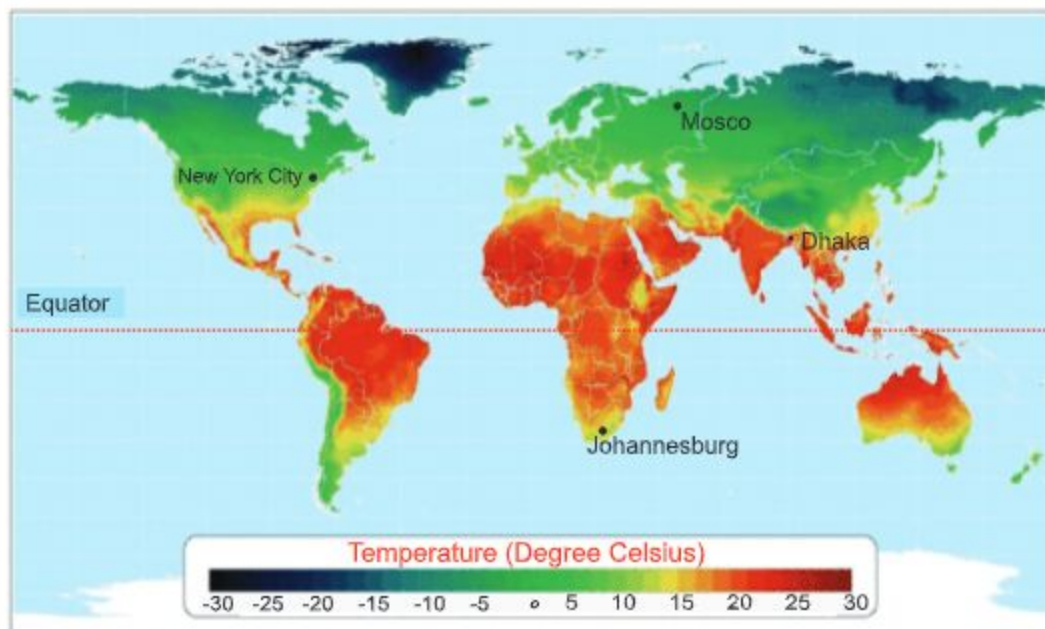 Mosco
New York City
Dhaka
Equator
Johannesburg
Temperature (Degree Celsius)
-30 -25 -20 -15 -10 -5 0 5 10 15 20 25 30